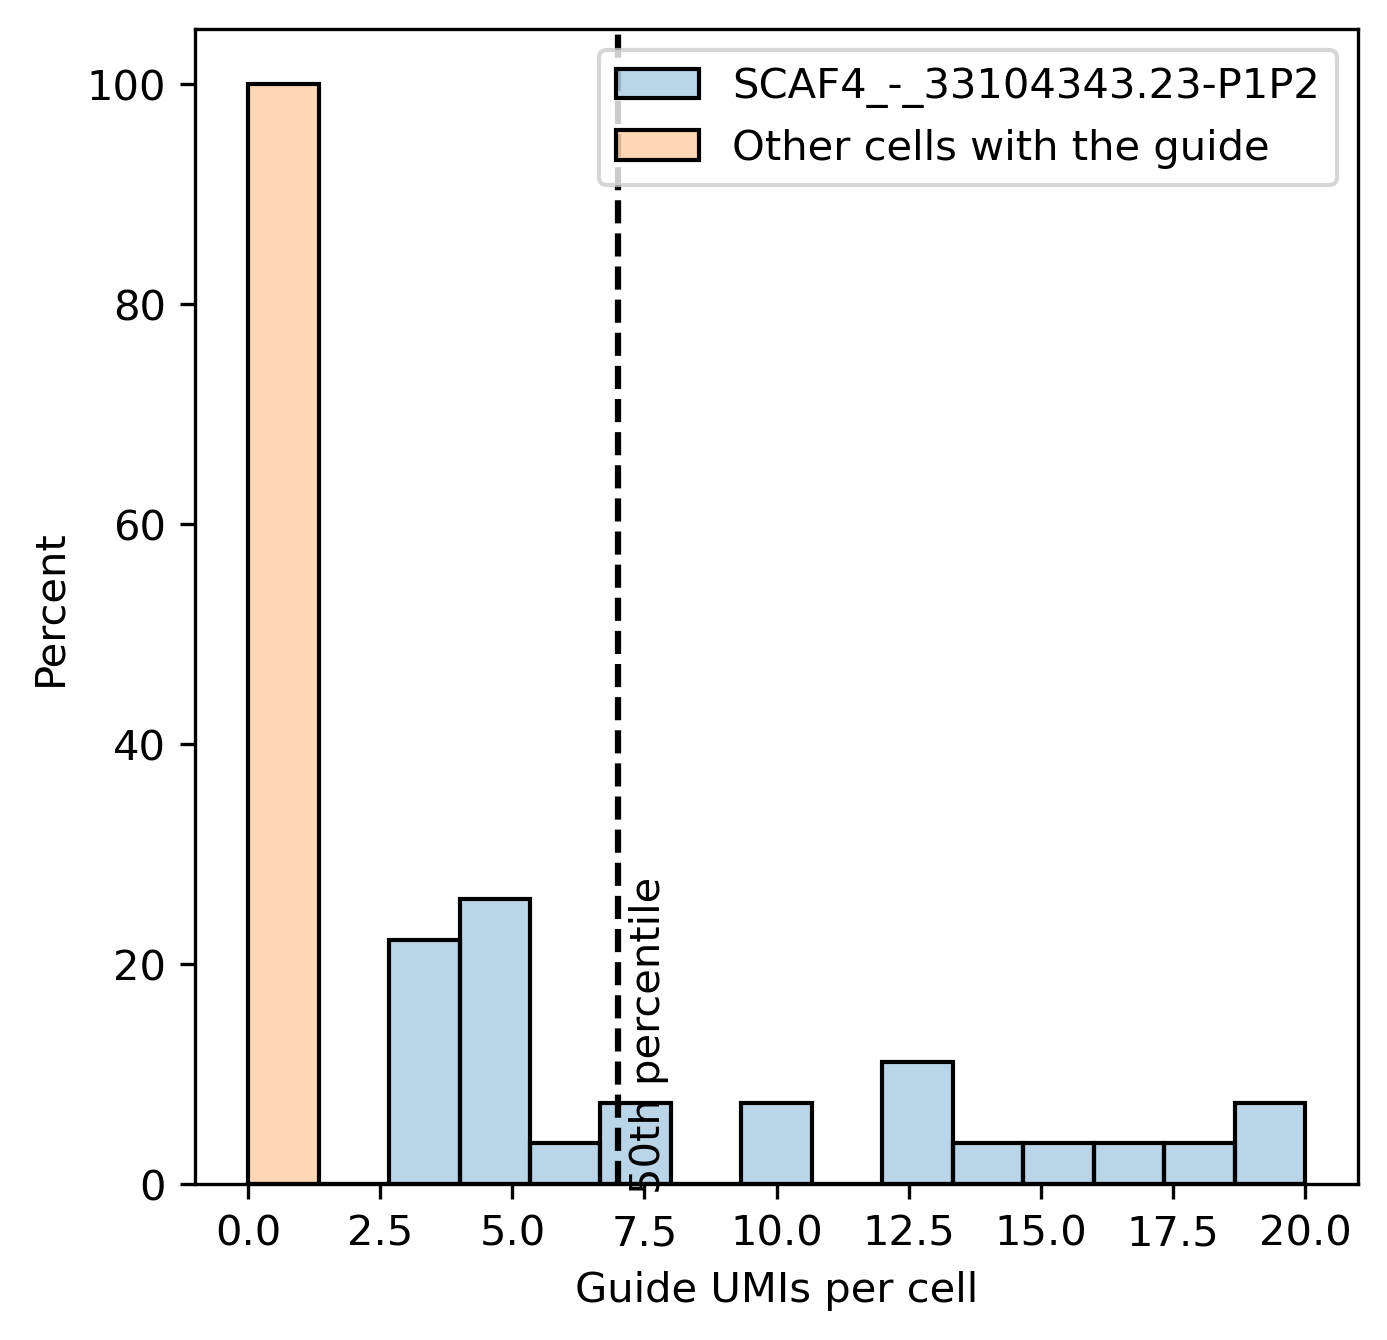 SCAF4_-_33104343.23-P1P2
Other cells with the guide
100
80
60
40
20
0
Percent
50th percentile
0.0 2.5 5.0 7.5 10.0 12.5 15.0 17.5 20.0
Guide UMIs per cell